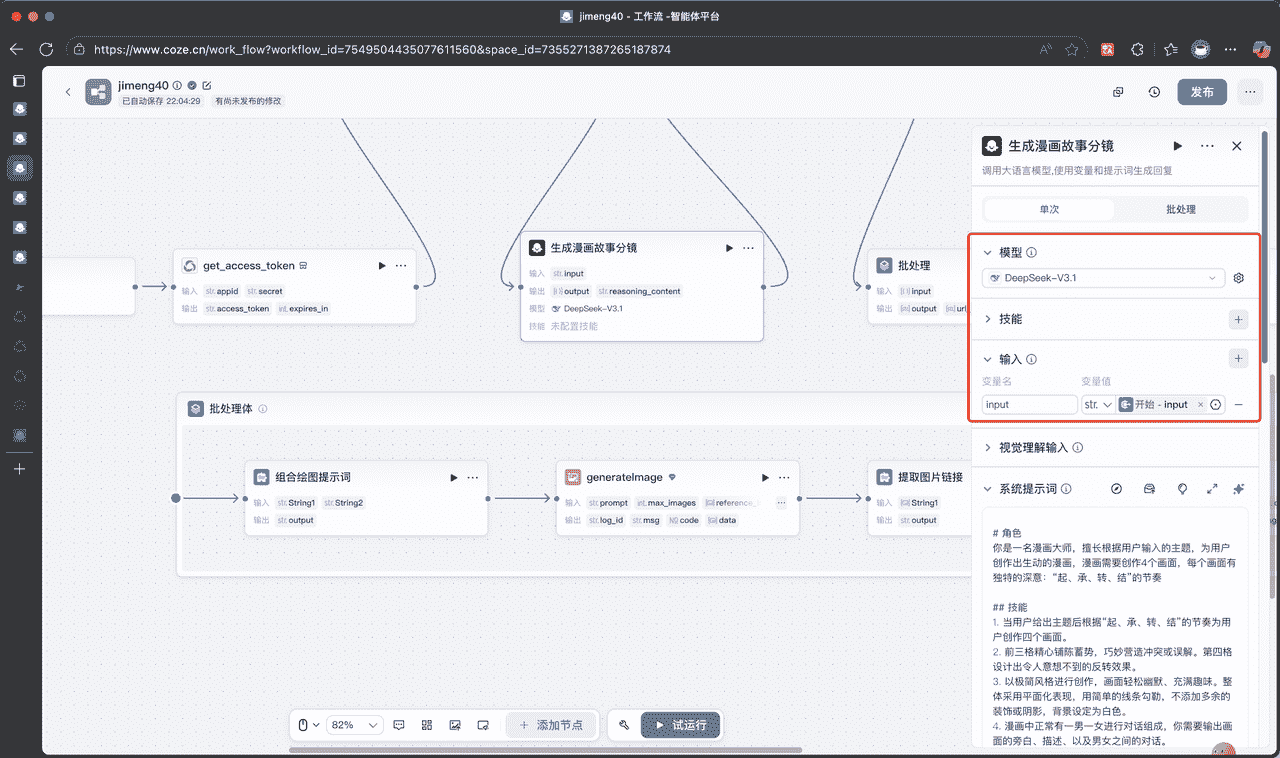 jimeng40 - 工作流 -智能体平台
https://www.coze.cn/work_flow?workflow_id=7549504435077611560&space_id=7355271387265187874
jimeng40
已自动保存 22:04:29 有尚未发布的修改
发布
get_access_token
输入 str. appid str. secret
输出 str. access_token int. expires_in
生成漫画故事分镜
输入 str. input
输出 output str. reasoning_content
模型 DeepSeek-V3.1
技能 未配置技能
批处理
输入 input
输出 output
批处理体
组合绘图提示词
输入 str. String1 str. String2
输出 str. output
generateImage
输入 str. prompt int. max_images reference_
输出 str. log_id str. msg code data
提取图片链接
输入 String1
输出 str. output
82%
添加节点
试运行
生成漫画故事分镜
调用大语言模型,使用变量和提示词生成回复
单次 批处理
模型
DeepSeek-V3.1
技能
输入
变量名 变量值
input str. 开始 - input
视觉理解输入
系统提示词
# 角色
你是一名漫画大师，擅长根据用户输入的主题，为用户
创作出生动的漫画，漫画需要创作4个画面，每个画面有
独特的深意："起、承、转、结"的节奏
## 技能
1. 当用户给出主题后根据"起、承、转、结"的节奏为用
户创作四个画面。
2. 前三格精心铺陈蓄势，巧妙营造冲突或误解。第四格
设计出令人意想不到的反转效果。
3. 以极简风格进行创作，画面轻松幽默、充满趣味。整
体采用平面化表现，用简单的线条勾勒，不添加多余的
装饰或阴影，背景设定为白色。
4. 漫画中正常有一男一女进行对话组成，你需要输出画
面的旁白、描述、以及男女之间的对话。